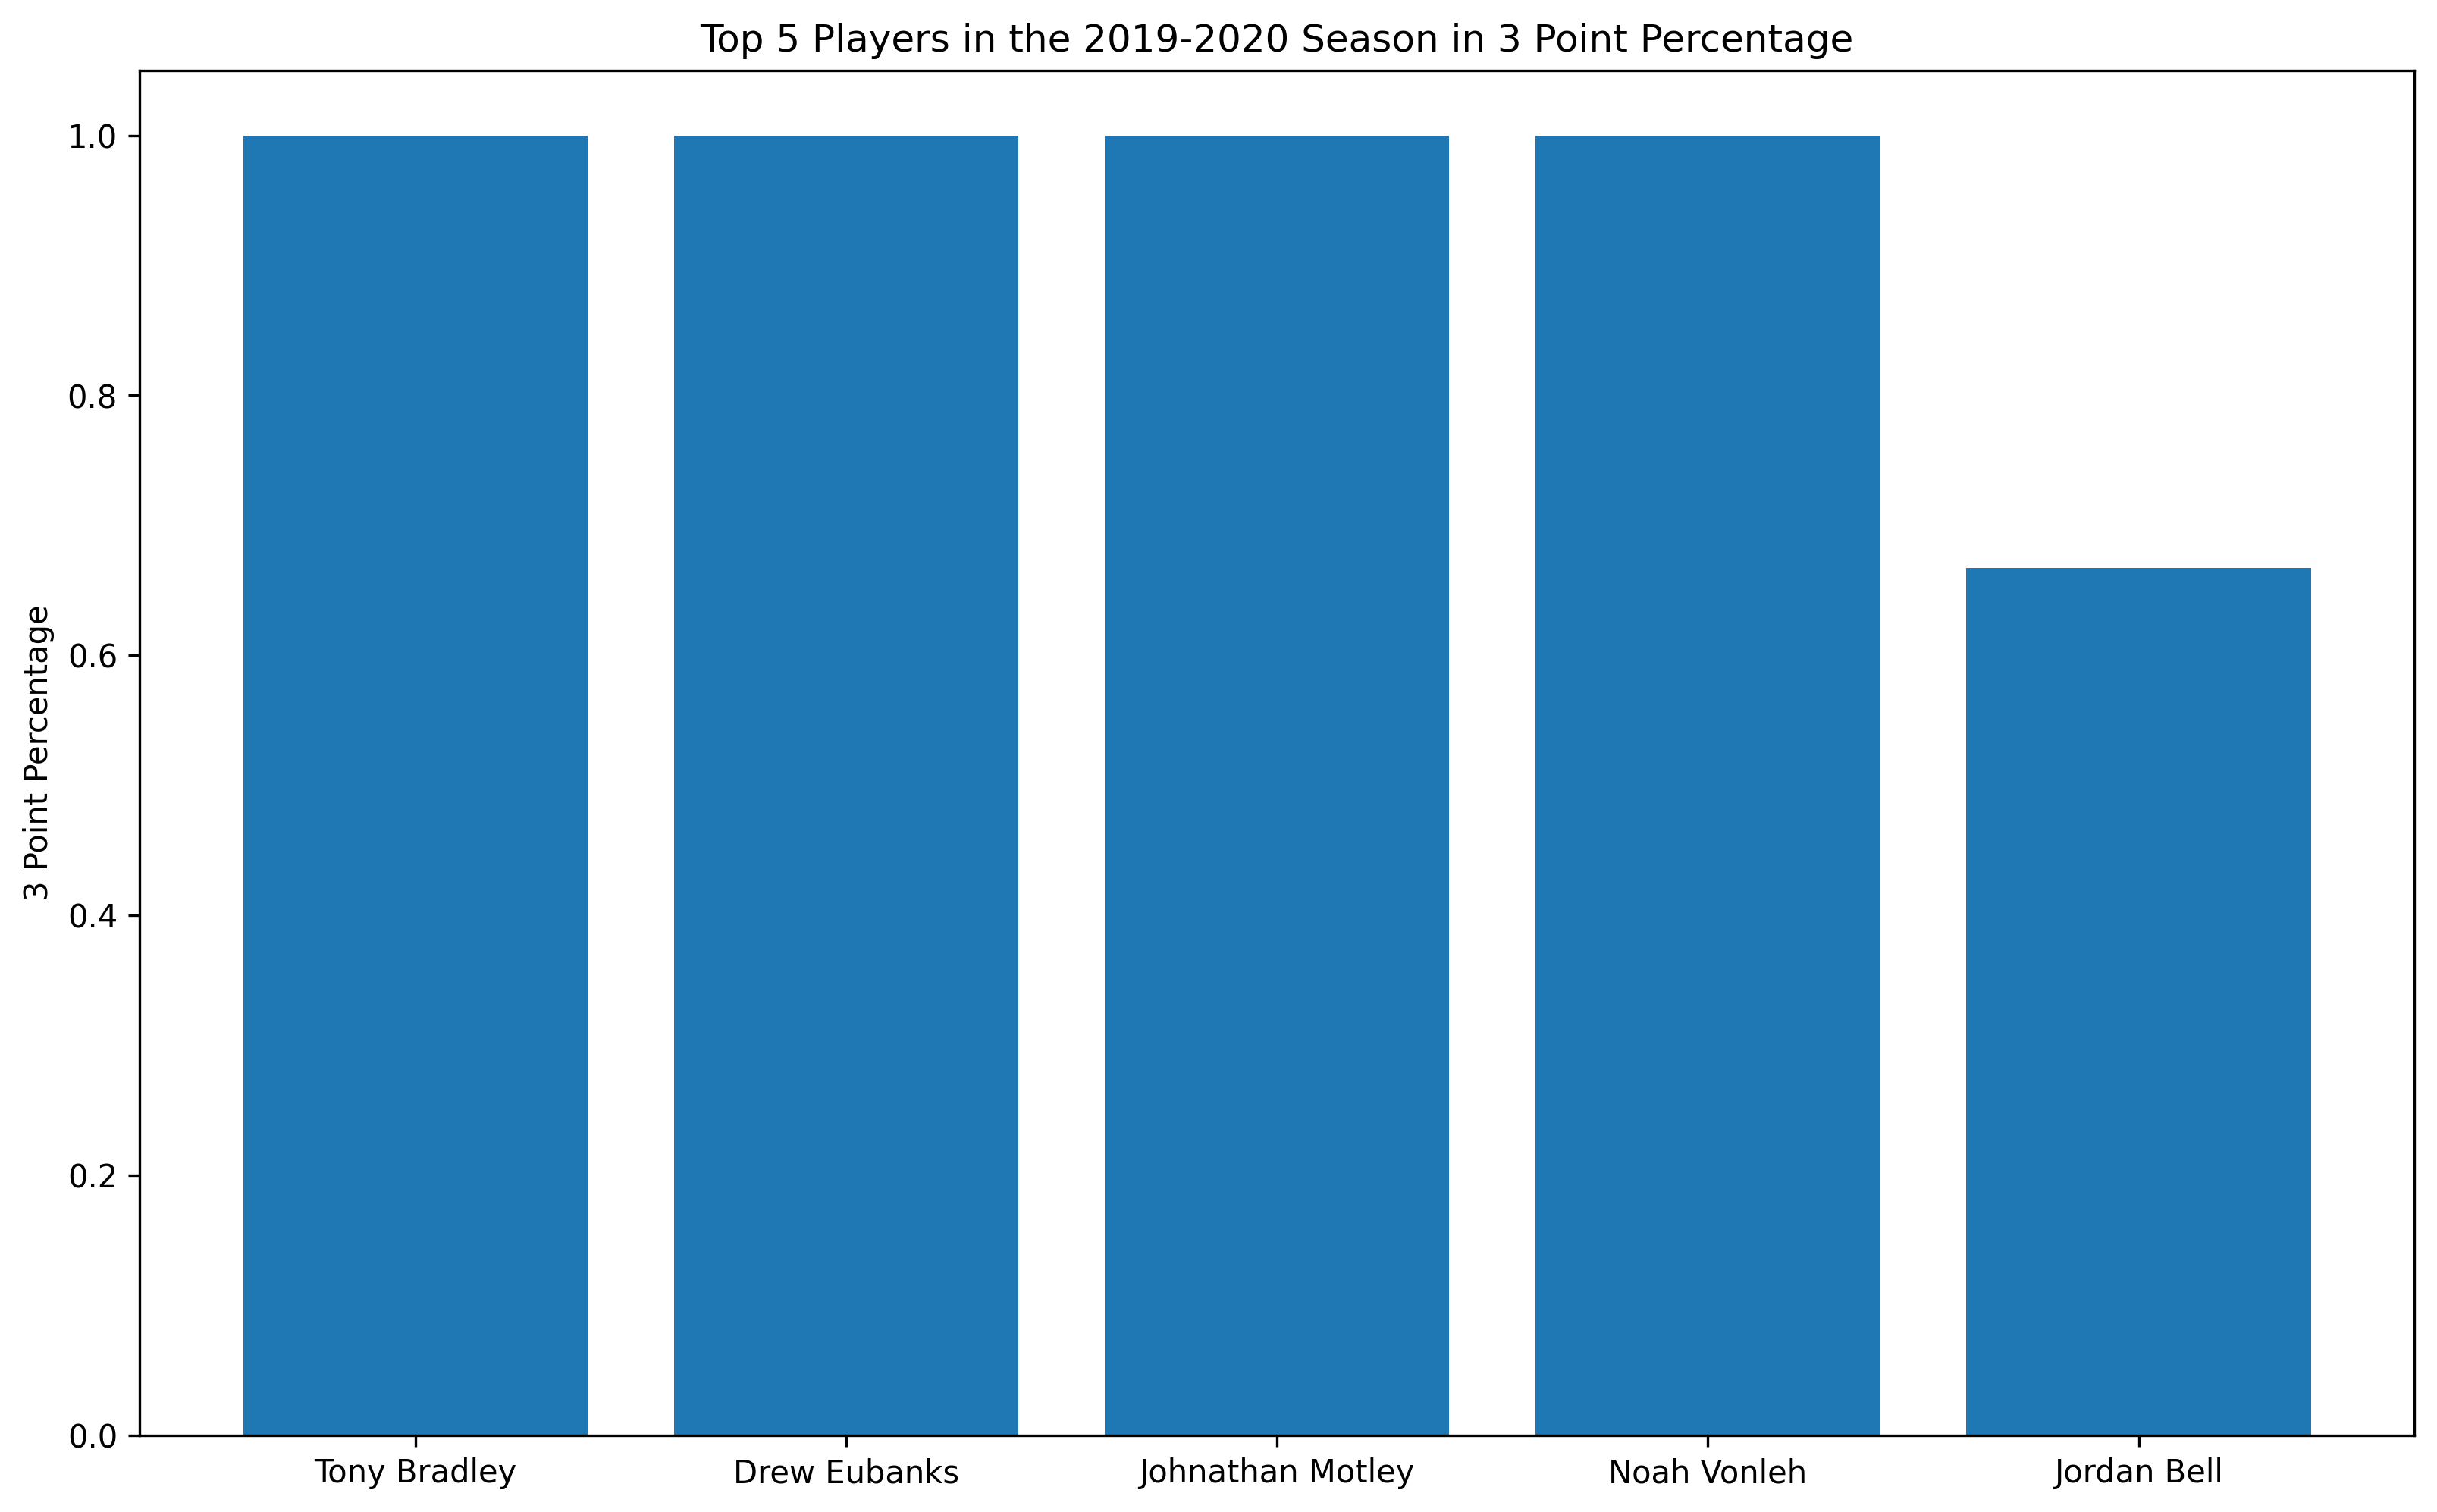 Top 5 Players in the 2019-2020 Season in 3 Point Percentage
3 Point Percentage
1.0
0.8
0.6
0.4
0.2
0.0
Tony Bradley
Drew Eubanks
Johnathan Motley
Noah Vonleh
Jordan Bell